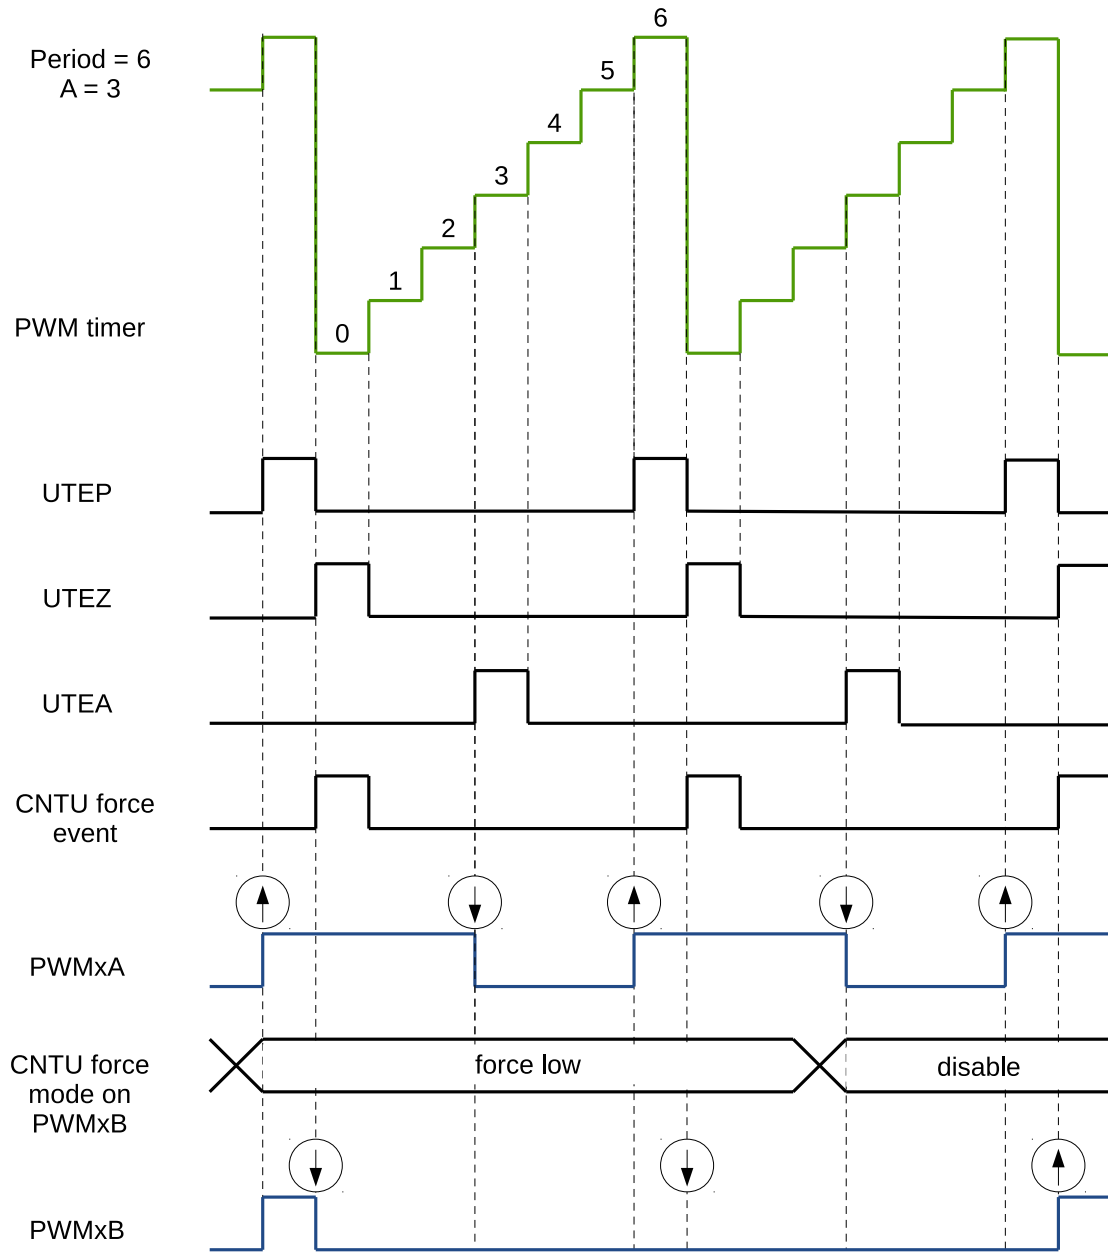 6
Period = 6
A = 3
5
4
3
2
1
0
PWM timer
UTEP
UTEZ
UTEA
CNTU force
event
PWMxA
CNTU force
mode on
PWMxB
force low
disable
PWMxB